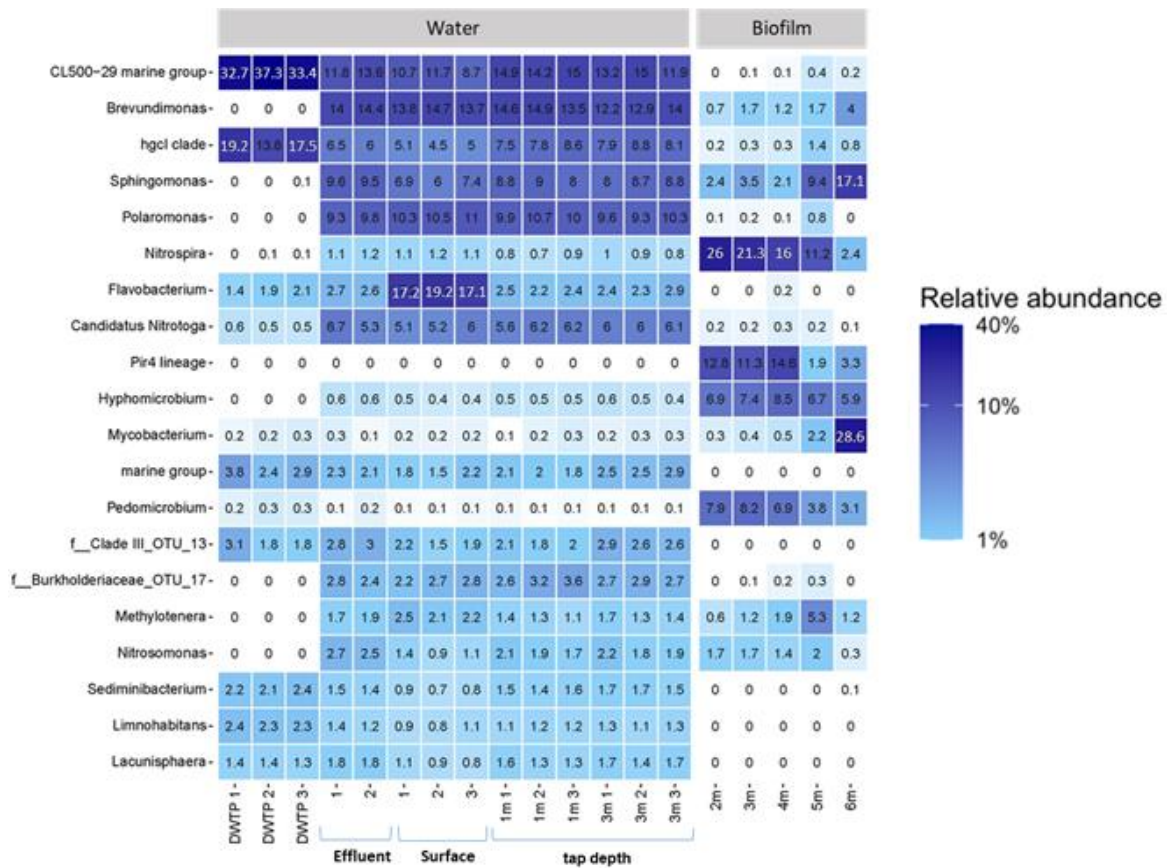 Water Biofilm
CL500-29 marine group- 32.7 37.3 33.4 11.8 13.6 10.7 11.7 8.7 14.9 14.2 15 13.2 15 11.9 0 0.1 0.1 0.4 0.2
Brevundimonas- 0 0 0 14 14.4 13.8 14.7 13.7 14.6 14.9 13.5 12.2 12.9 14 0.7 1.7 1.2 1.7 4
hgcI clade- 19.2 13.8 17.5 6.5 6 5.1 4.5 5 7.5 7.8 8.6 7.9 8.8 8.1 0.2 0.3 0.3 1.4 0.8
Sphingomonas- 0 0 0.1 9.6 9.5 6.9 6 7.4 8.8 9 8 8 8.7 8.8 2.4 3.5 2.1 9.4 17.1
Polaromonas- 0 0 0 9.3 9.8 10.3 10.5 11 9.9 10.7 10 9.6 9.3 10.3 0.1 0.2 0.1 0.8 0
Nitrospira- 0 0.1 0.1 1.1 1.2 1.1 1.2 1.1 0.8 0.7 0.9 1 0.9 0.8 26 21.3 16 11.2 2.4
Flavobacterium- 1.4 1.9 2.1 2.7 2.6 17.2 19.2 17.1 2.5 2.2 2.4 2.4 2.3 2.9 0 0 0.2 0 0
Candidatus Nitrotoga- 0.6 0.5 0.5 6.7 5.3 5.1 5.2 6 5.6 6.2 6.2 6 6 6.1 0.2 0.2 0.3 0.2 0.1
Pir4 lineage- 0 0 0 0 0 0 0 0 0 0 0 0 0 0 12.8 11.3 14.6 1.9 3.3
Hyphomicrobium- 0 0 0 0.6 0.6 0.5 0.4 0.4 0.5 0.5 0.5 0.6 0.5 0.4 6.9 7.4 8.5 6.7 5.9
Mycobacterium- 0.2 0.2 0.3 0.3 0.1 0.2 0.2 0.2 0.1 0.2 0.3 0.2 0.3 0.3 0.3 0.4 0.5 2.2 28.6
marine group- 3.8 2.4 2.9 2.3 2.1 1.8 1.5 2.2 2.1 2 1.8 2.5 2.5 2.9 0 0 0 0 0
Pedomicrobium- 0.2 0.3 0.3 0.1 0.2 0.1 0.1 0.1 0.1 0.1 0.1 0.1 0.1 0.1 7.9 8.2 6.9 3.8 3.1
f__Clade III_OTU_13- 3.1 1.8 1.8 2.8 3 2.2 1.5 1.9 2.1 1.8 2 2.9 2.6 2.6 0 0 0 0 0
f__Burkholderiaceae_OTU_17- 0 0 0 2.8 2.4 2.2 2.7 2.8 2.6 3.2 3.6 2.7 2.9 2.7 0 0.1 0.2 0.3 0
Methylotenera- 0 0 0 1.7 1.9 2.5 2.1 2.2 1.4 1.3 1.1 1.7 1.3 1.4 0.6 1.2 1.9 5.3 1.2
Nitrosomonas- 0 0 0 2.7 2.5 1.4 0.9 1.1 2.1 1.9 1.7 2.2 1.8 1.9 1.7 1.7 1.4 2 0.3
Sediminibacterium- 2.2 2.1 2.4 1.5 1.4 0.9 0.7 0.8 1.5 1.4 1.6 1.7 1.7 1.5 0 0 0 0 0.1
Limnohabitans- 2.4 2.3 2.3 1.4 1.2 0.9 0.8 1.1 1.1 1.2 1.2 1.3 1.1 1.3 0 0 0 0 0
Lacunisphaera- 1.4 1.4 1.3 1.8 1.8 1.1 0.9 0.8 1.6 1.3 1.3 1.7 1.4 1.7 0 0 0 0 0
DWTP 1- DWTP 2- DWTP 3- 1- 2- 1- 2- 3- 1m 1- 1m 2- 1m 3- 3m 1- 3m 2- 3m 3- 2m- 3m- 4m- 5m- 6m-
Effluent Surface tap depth
Relative abundance
40%
10%
1%